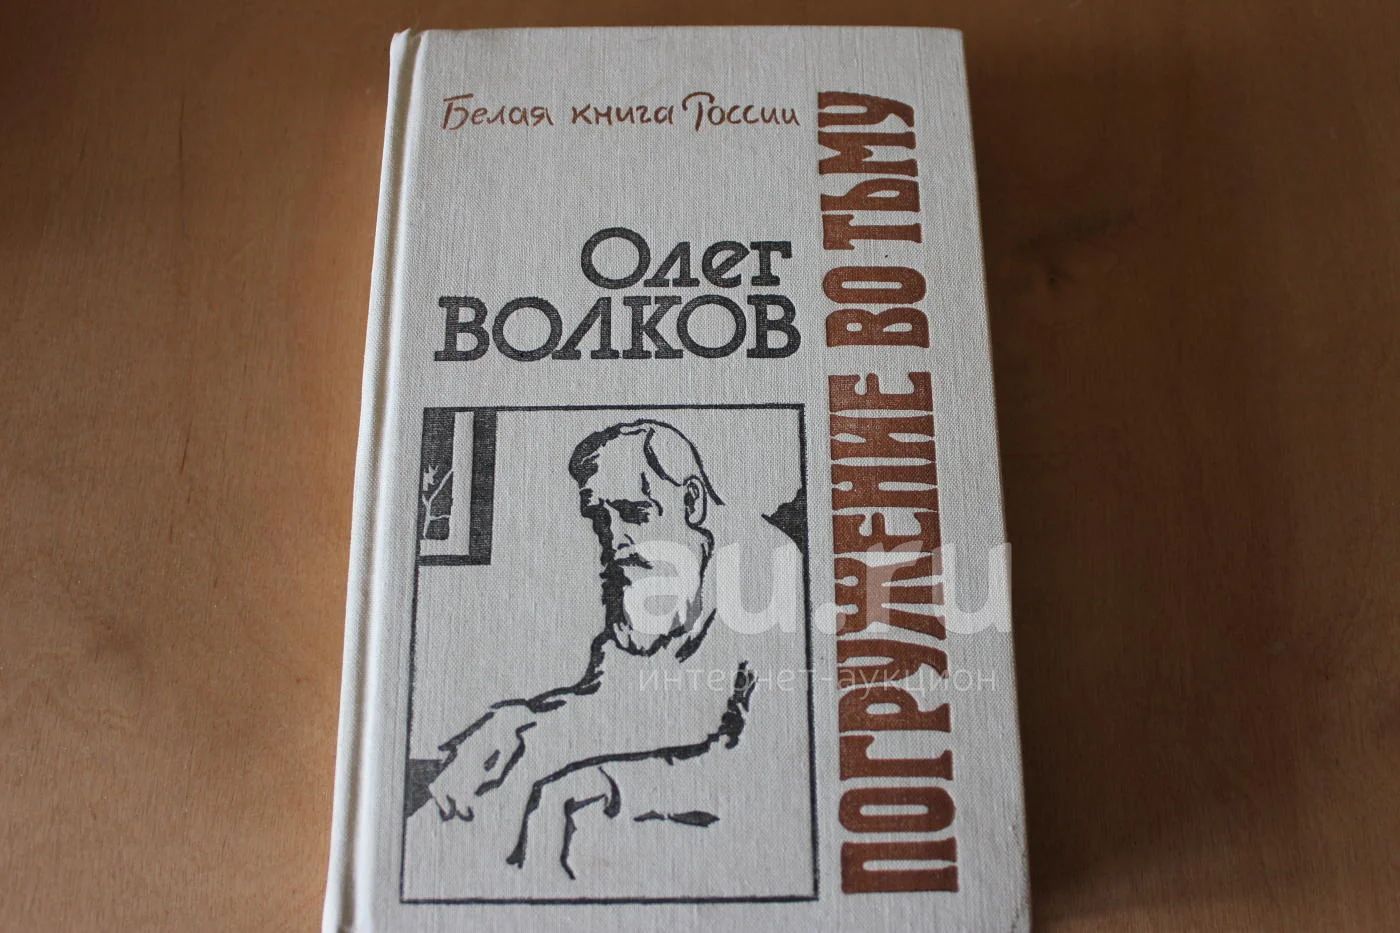 Белая книга России
Олег
ВОЛКОВ
ПОГРУЖЕНИЕ ВО ТЬМУ
au.ru
интернет-аукцион